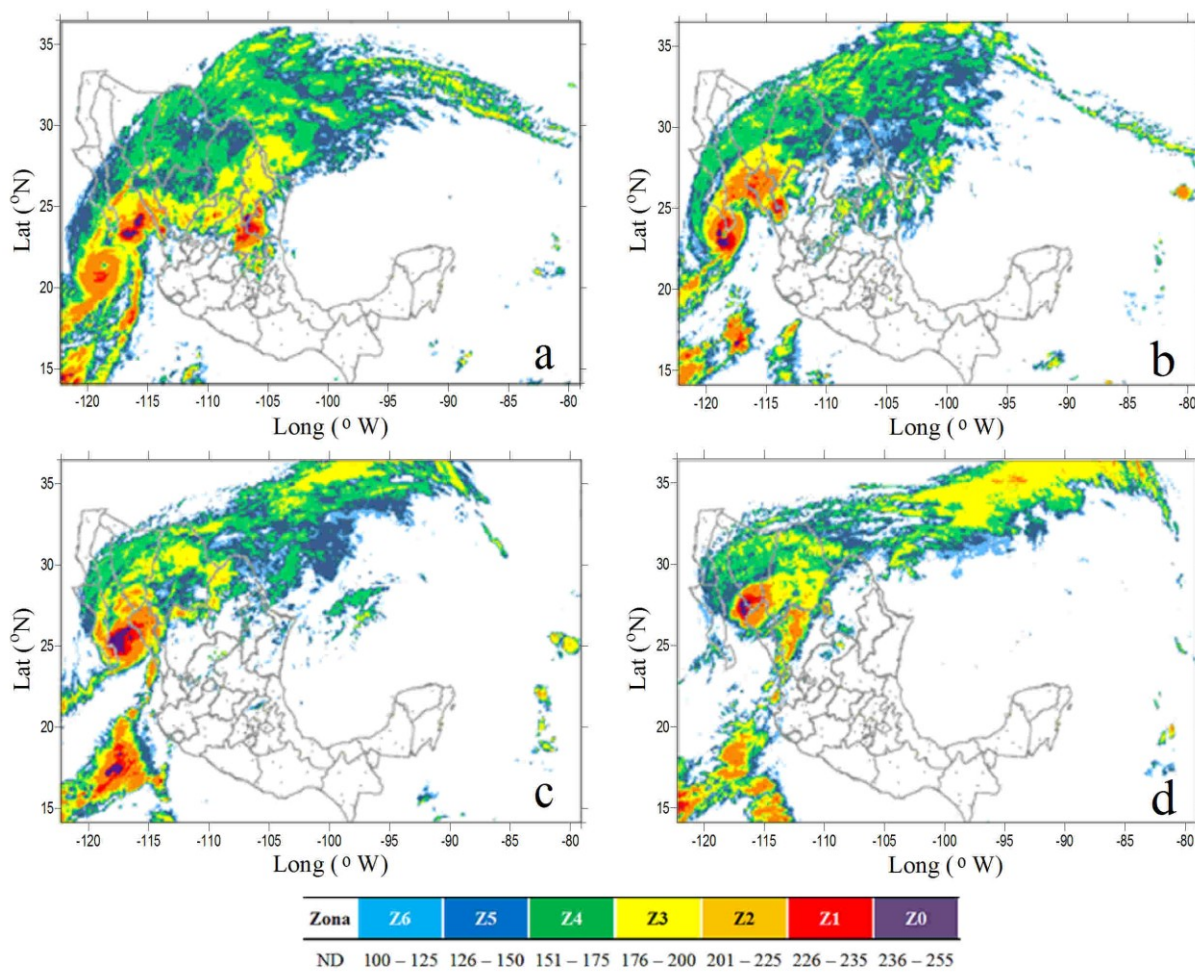 35
30
25
20
15
Lat (°N)
-120 -115 -110 -105 -100 -95 -90 -85 -80
Long (° W)
a
35
30
25
20
15
Lat (°N)
-120 -115 -110 -105 -100 -95 -90 -85 -80
Long (° W)
b
35
30
25
20
15
Lat (°N)
-120 -115 -110 -105 -100 -95 -90 -85 -80
Long (° W)
c
35
30
25
20
15
Lat (°N)
-120 -115 -110 -105 -100 -95 -90 -85 -80
Long (° W)
d
Zona Z6 Z5 Z4 Z3 Z2 Z1 Z0
ND 100 – 125 126 – 150 151 – 175 176 – 200 201 – 225 226 – 235 236 – 255